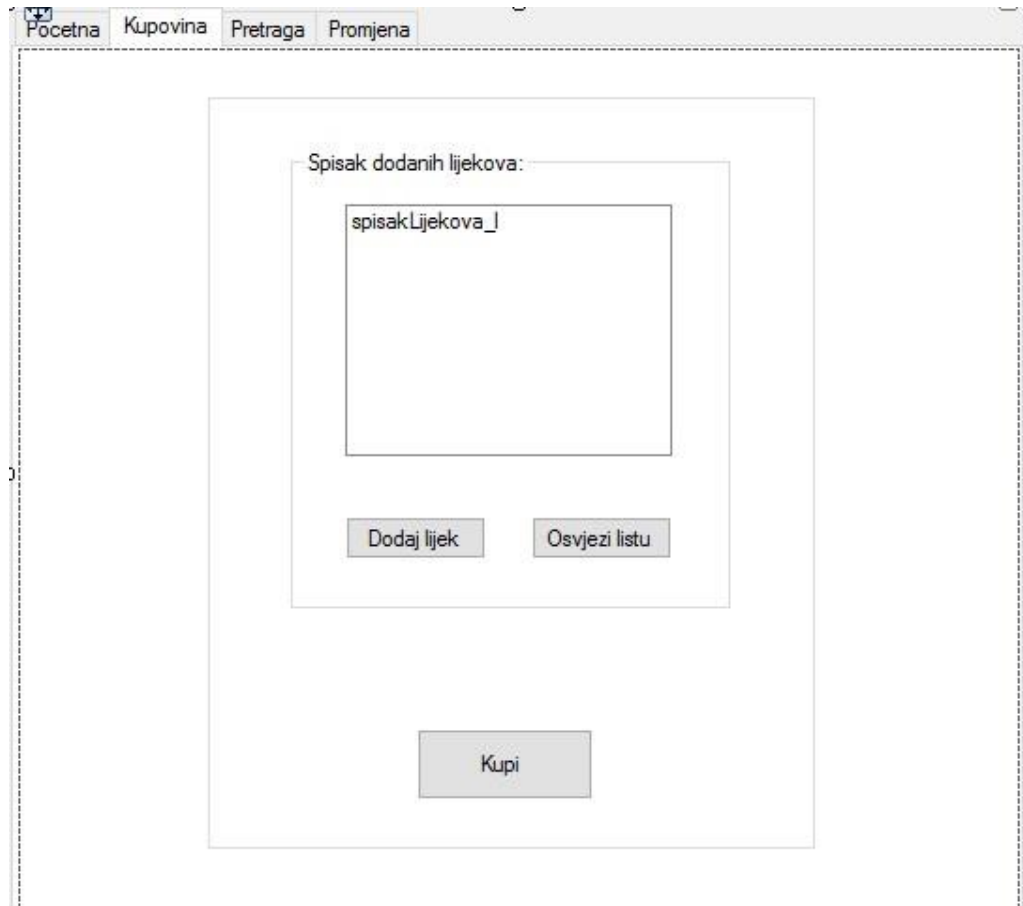 Pocetna Kupovina Pretraga Promjena
Spisak dodanih lijekova:
spisakLijekova_l
Dodaj lijek Osvjezi listu
Kupi